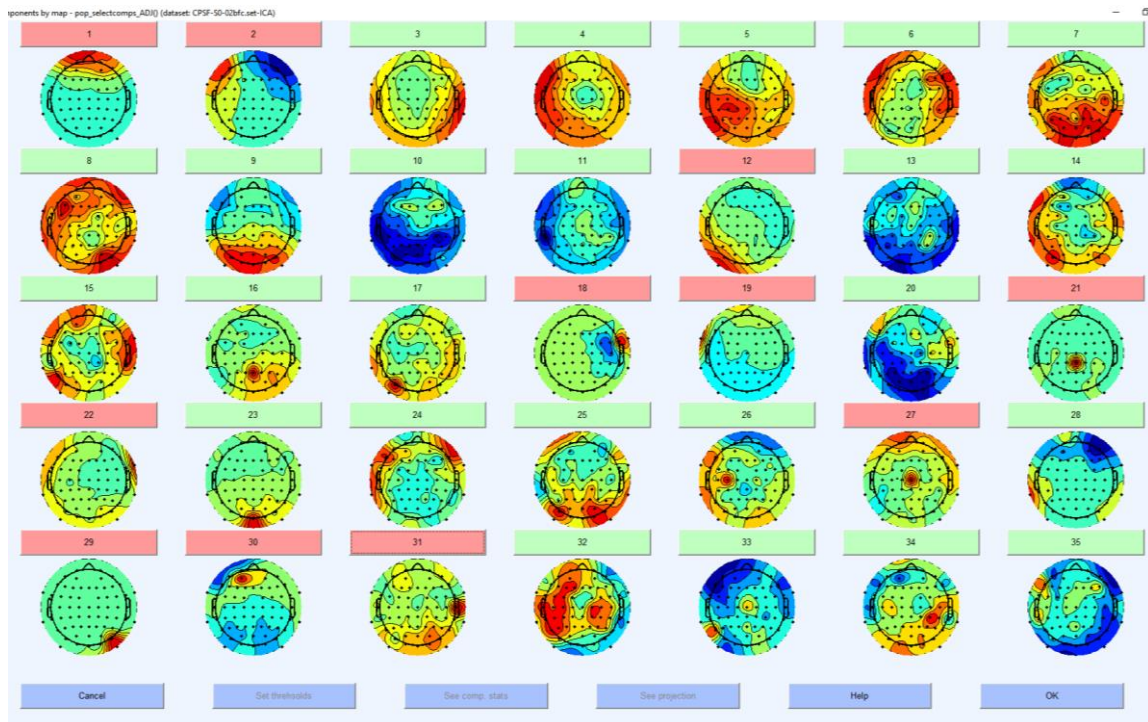 ponents by map - pop_selectcomps_ADJ() (dataset: CPSF-S0-02bfc.set-ICA)
1 2 3 4 5 6 7
8 9 10 11 12 13 14
15 16 17 18 19 20 21
22 23 24 25 26 27 28
29 30 31 32 33 34 35
Cancel Set threhsolds See comp. stats See projection Help OK